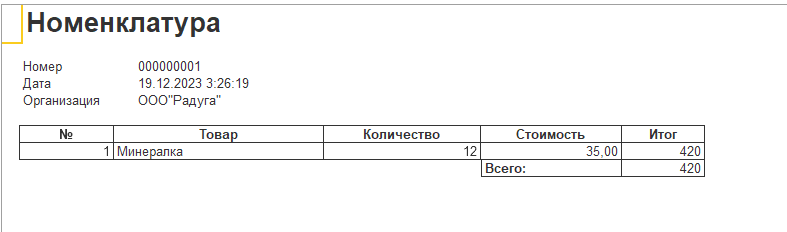 Номенклатура
Номер 000000001
Дата 19.12.2023 3:26:19
Организация ООО"Радуга"
№ Товар Количество Стоимость Итог
1 Минералка 12 35,00 420
Всего: 420